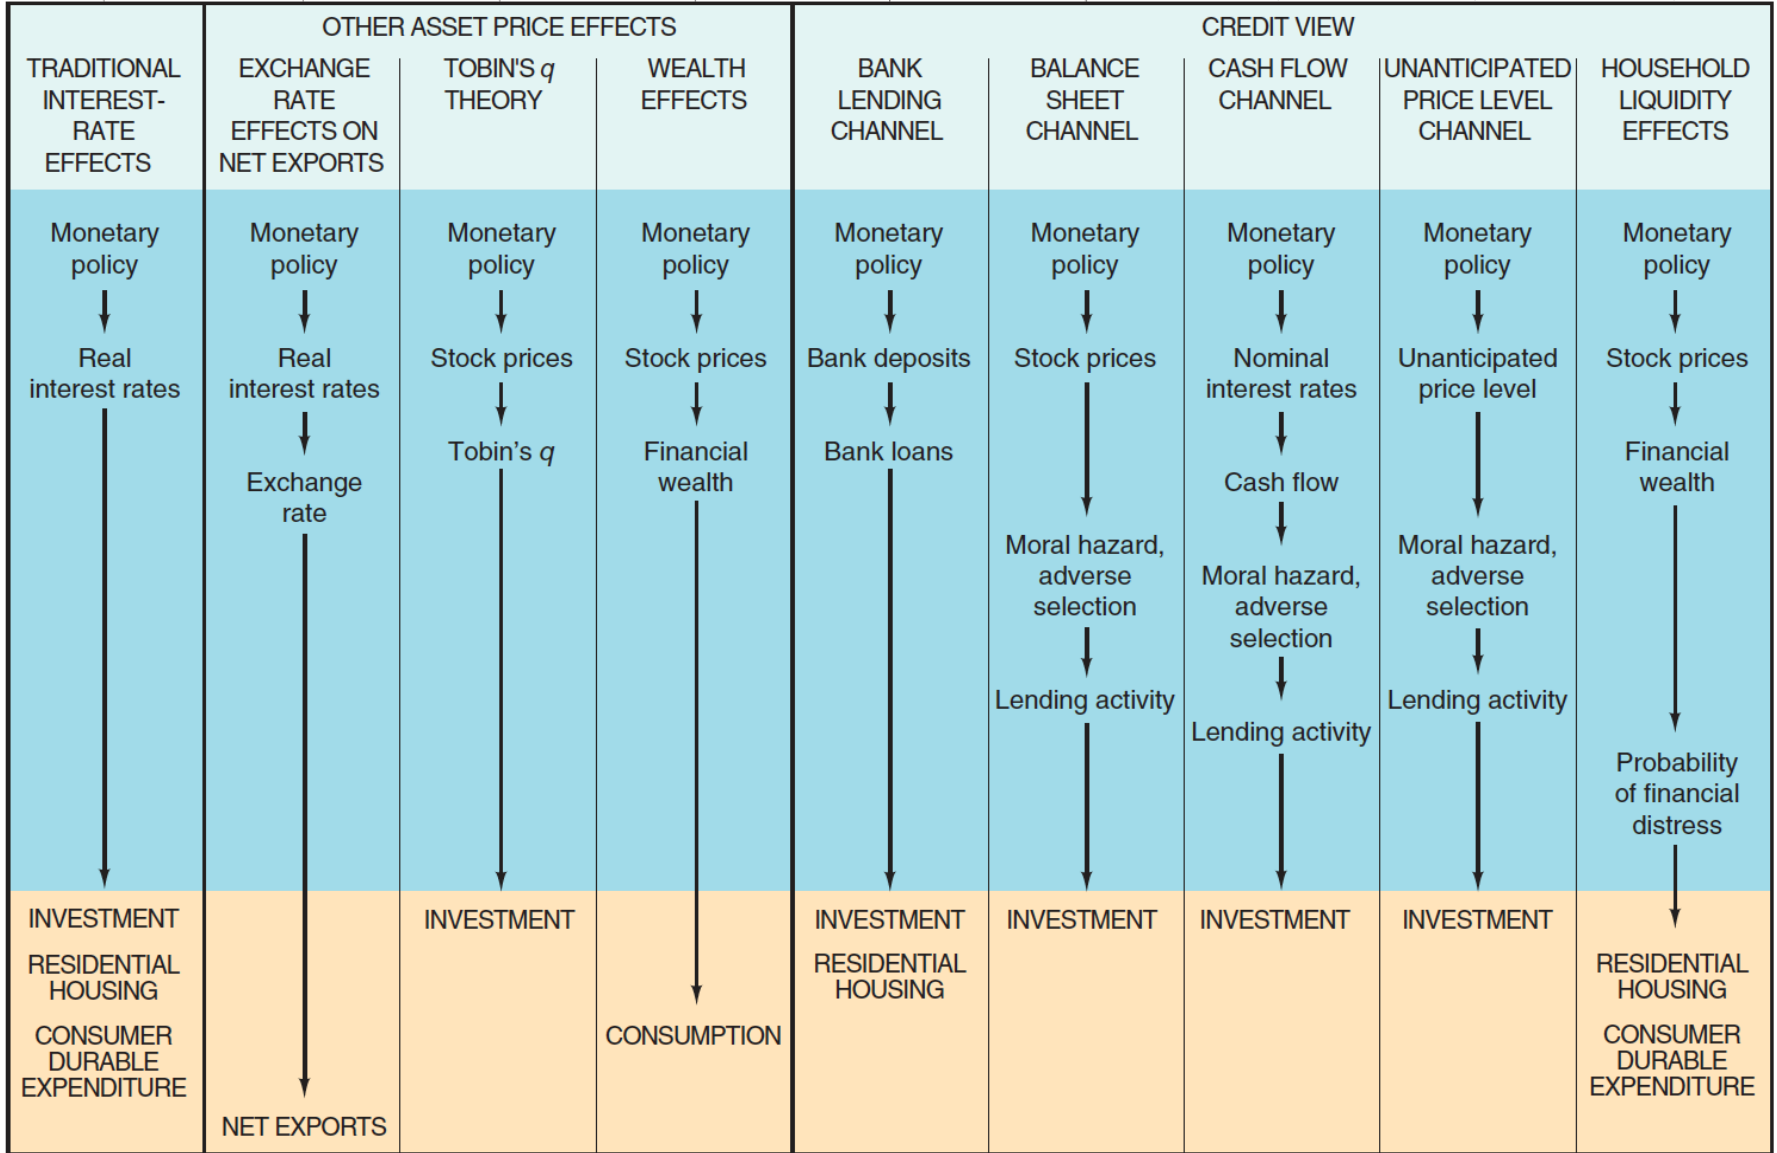 OTHER ASSET PRICE EFFECTS
CREDIT VIEW
TRADITIONAL
INTEREST-
RATE
EFFECTS
EXCHANGE
RATE
EFFECTS ON
NET EXPORTS
TOBIN'S q
THEORY
WEALTH
EFFECTS
BANK
LENDING
CHANNEL
BALANCE
SHEET
CHANNEL
CASH FLOW
CHANNEL
UNANTICIPATED
PRICE LEVEL
CHANNEL
HOUSEHOLD
LIQUIDITY
EFFECTS
Monetary
policy
Real
interest rates
INVESTMENT
RESIDENTIAL
HOUSING
CONSUMER
DURABLE
EXPENDITURE
Monetary
policy
Real
interest rates
Exchange
rate
NET EXPORTS
Monetary
policy
Stock prices
Tobin's q
INVESTMENT
Monetary
policy
Stock prices
Financial
wealth
CONSUMPTION
Monetary
policy
Bank deposits
Bank loans
INVESTMENT
RESIDENTIAL
HOUSING
Monetary
policy
Stock prices
Moral hazard,
adverse
selection
Lending activity
INVESTMENT
Monetary
policy
Nominal
interest rates
Cash flow
Moral hazard,
adverse
selection
Lending activity
INVESTMENT
Monetary
policy
Unanticipated
price level
Moral hazard,
adverse
selection
Lending activity
INVESTMENT
Monetary
policy
Stock prices
Financial
wealth
Probability
of financial
distress
RESIDENTIAL
HOUSING
CONSUMER
DURABLE
EXPENDITURE